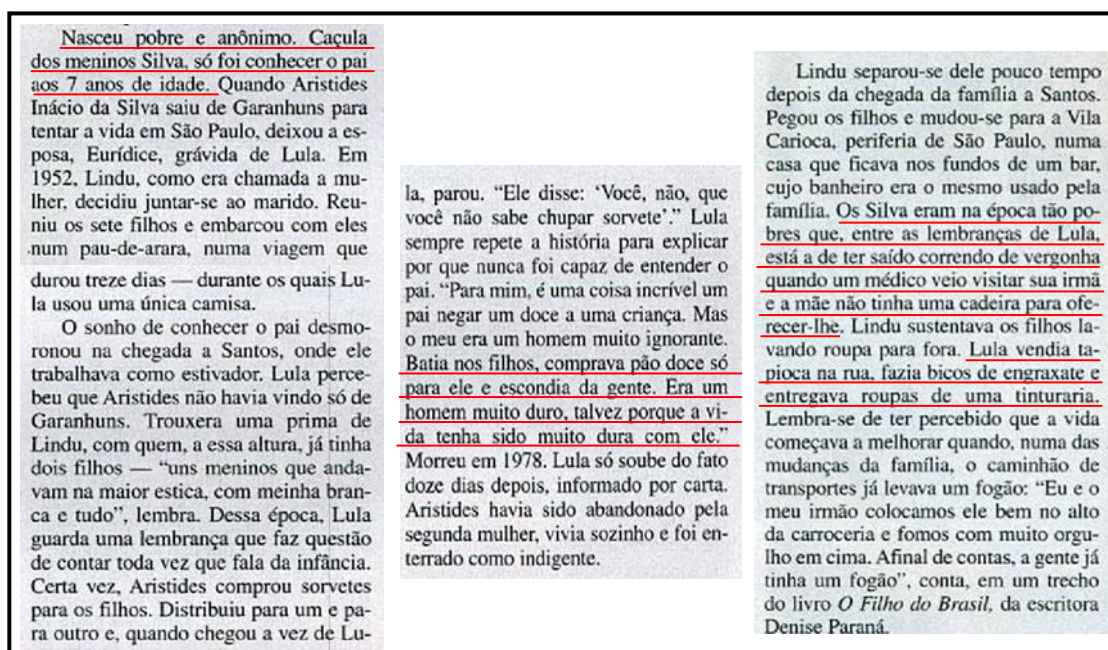 Nasceu pobre e anônimo. Caçula
dos meninos Silva, só foi conhecer o pai
aos 7 anos de idade. Quando Aristides
Inácio da Silva saiu de Garanhuns para
tentar a vida em São Paulo, deixou a es-
posa, Eurídice, grávida de Lula. Em
1952, Lindu, como era chamada a mu-
lher, decidiu juntar-se ao marido. Reu-
niu os sete filhos e embarcou com eles
num pau-de-arara, numa viagem que
durou treze dias — durante os quais Lu-
la usou uma única camisa.
O sonho de conhecer o pai desmo-
ronou na chegada a Santos, onde ele
trabalhava como estivador. Lula perce-
beu que Aristides não havia vindo só de
Garanhuns. Trouxera uma prima de
Lindu, com quem, a essa altura, já tinha
dois filhos — “uns meninos que anda-
vam na maior estica, com meinha bran-
ca e tudo”, lembra. Dessa época, Lula
guarda uma lembrança que faz questão
de contar toda vez que fala da infância.
Certa vez, Aristides comprou sorvetes
para os filhos. Distribuiu para um e pa-
ra outro e, quando chegou a vez de Lu-
la, parou. “Ele disse: ‘Você, não, que
você não sabe chupar sorvete’.” Lula
sempre repete a história para explicar
por que nunca foi capaz de entender o
pai. “Para mim, é uma coisa incrível um
pai negar um doce a uma criança. Mas
o meu era um homem muito ignorante.
Batia nos filhos, comprava pão doce só
para ele e escondia da gente. Era um
homem muito duro, talvez porque a vi-
da tenha sido muito dura com ele.”
Morreu em 1978. Lula só soube do fato
doze dias depois, informado por carta.
Aristides havia sido abandonado pela
segunda mulher, vivia sozinho e foi en-
terrado como indigente.
Lindu separou-se dele pouco tempo
depois da chegada da família a Santos.
Pegou os filhos e mudou-se para a Vila
Carioca, periferia de São Paulo, numa
casa que ficava nos fundos de um bar,
cujo banheiro era o mesmo usado pela
família. Os Silva eram na época tão po-
bres que, entre as lembranças de Lula,
está a de ter saído correndo de vergonha
quando um médico veio visitar sua irmã
e a mãe não tinha uma cadeira para ofe-
recer-lhe. Lindu sustentava os filhos la-
vando roupa para fora. Lula vendia ta-
pioca na rua, fazia bicos de engraxate e
entregava roupas de uma tinturaria.
Lembra-se de ter percebido que a vida
começava a melhorar quando, numa das
mudanças da família, o caminhão de
transportes já levava um fogão: “Eu e o
meu irmão colocamos ele bem no alto
da carroceria e fomos com muito orgu-
lho em cima. Afinal de contas, a gente já
tinha um fogão”, conta, em um trecho
do livro O Filho do Brasil, da escritora
Denise Paraná.